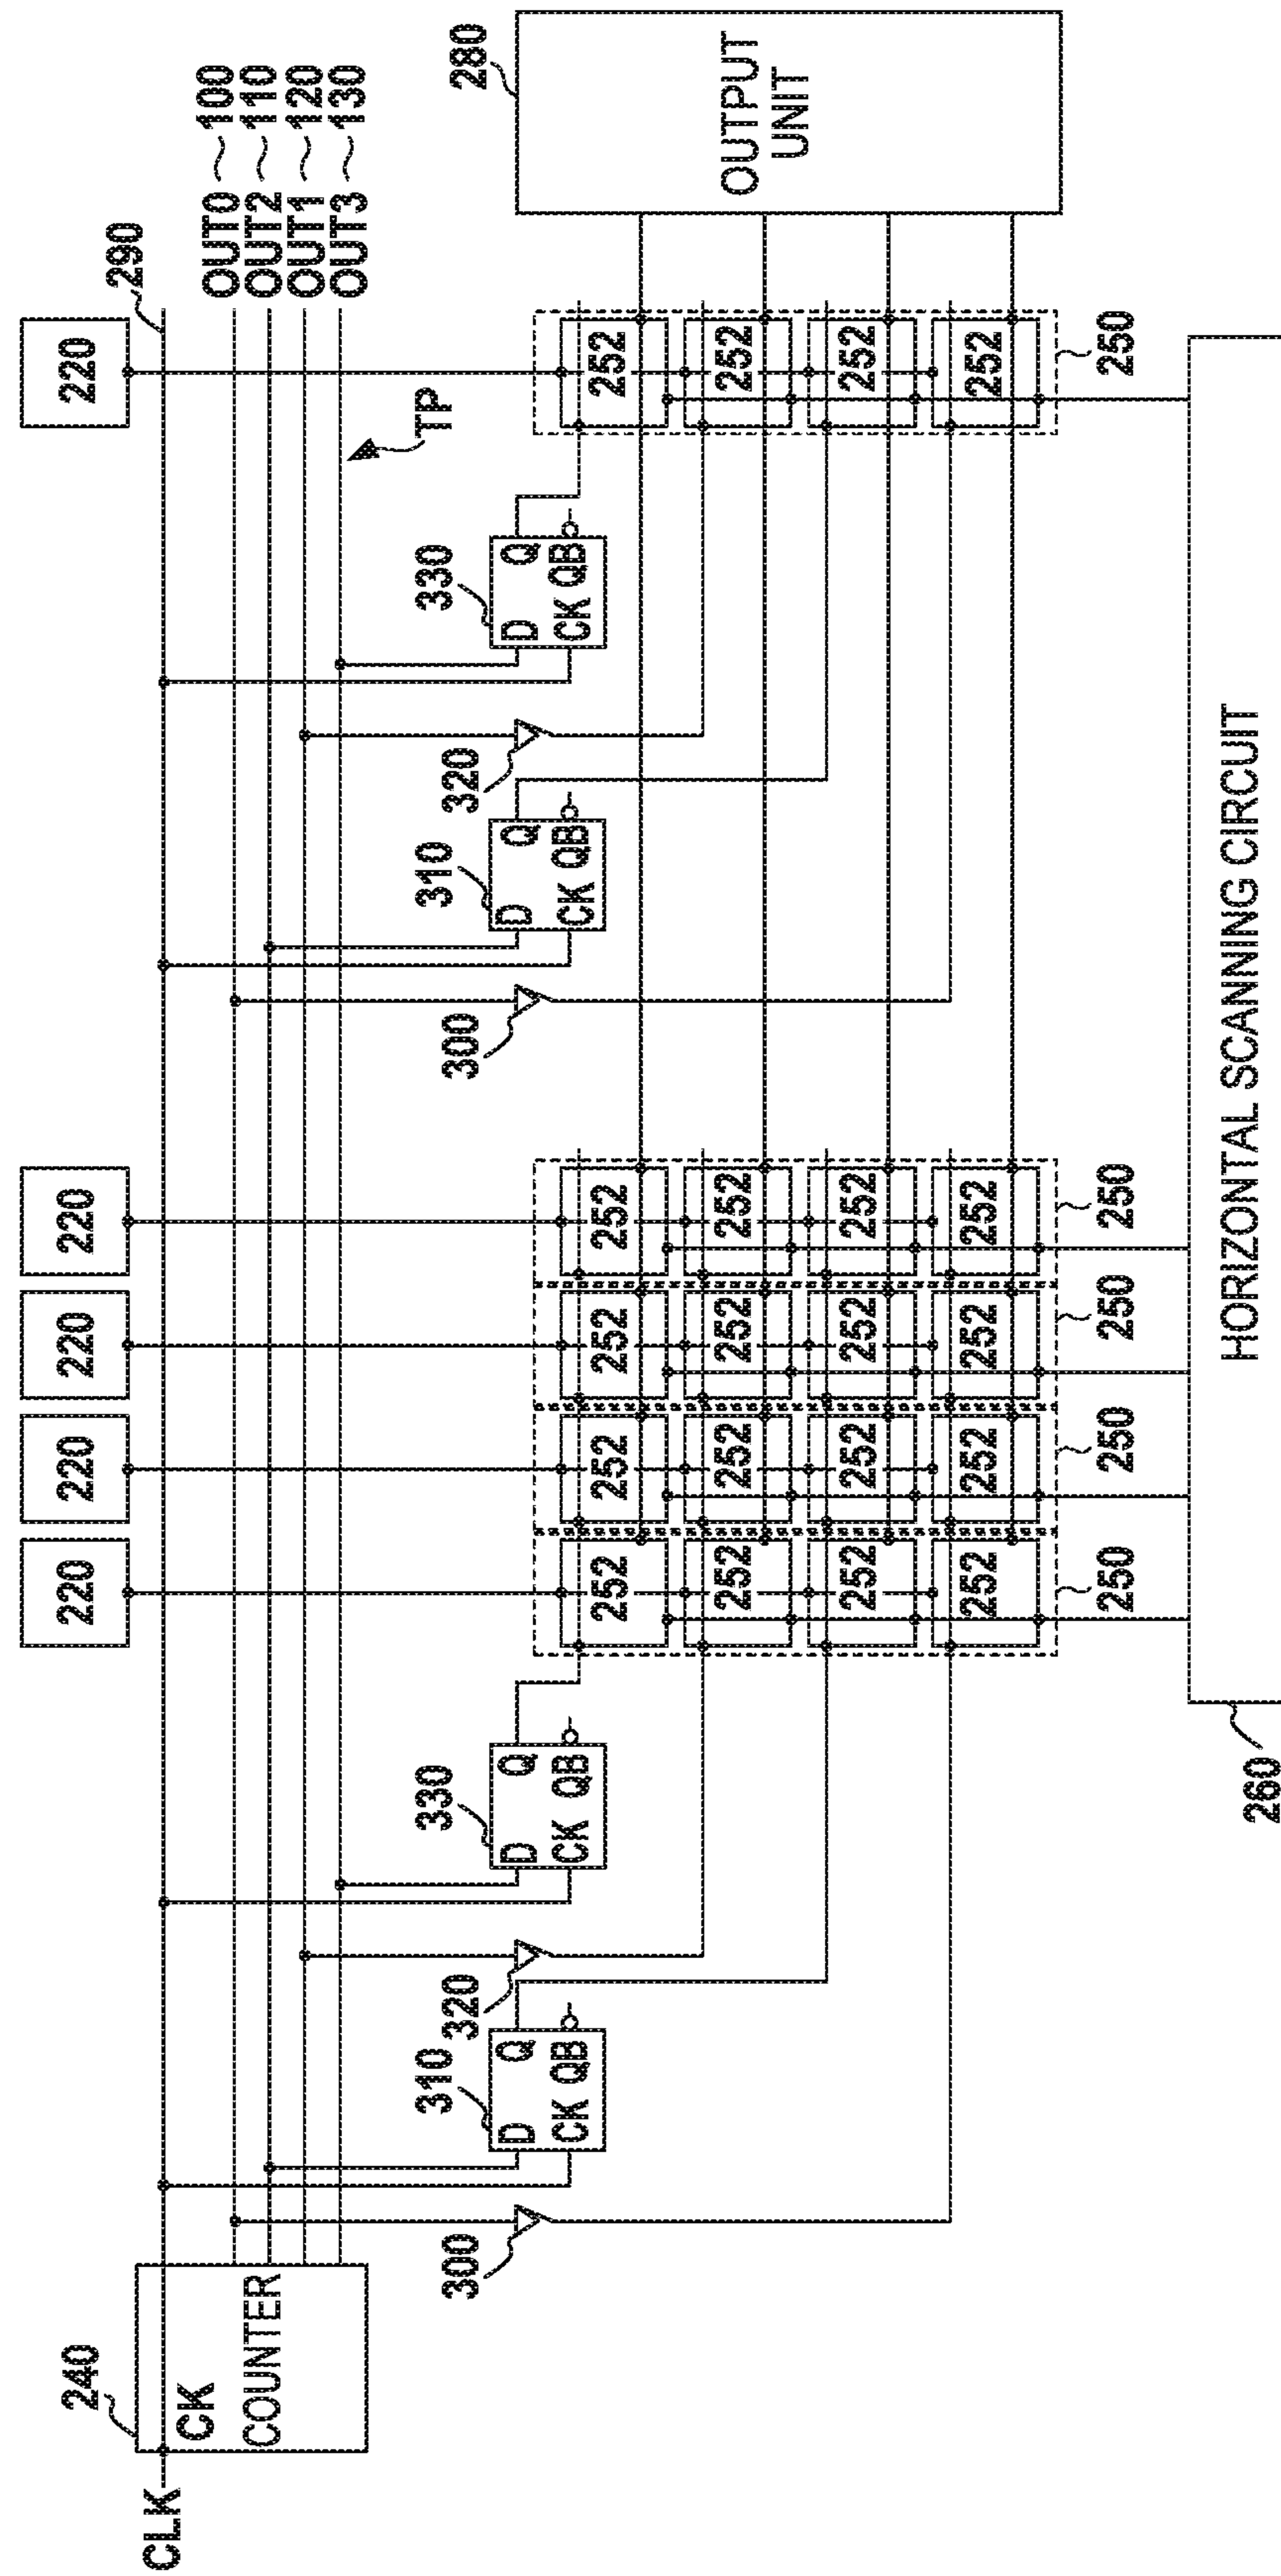 220
220
220
220
220
290
240
CLK
CK
COUNTER
OUT0 ~ 100
OUT2 ~ 110
OUT1 ~ 120
OUT3 ~ 130
TP
300
310
D Q
CK QB
320
330
D Q
CK QB
300
310
D Q
CK QB
320
330
D Q
CK QB
280
OUTPUT
UNIT
252 252 252 252 252
252 252 252 252 252
252 252 252 252 252
252 252 252 252 252
250 250 250 250 250
260
HORIZONTAL SCANNING CIRCUIT